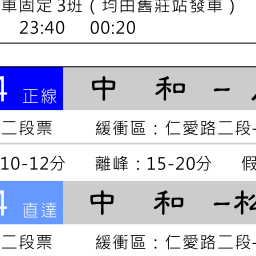 車固定3班（均由舊莊站發車）
23:40 00:20
4 正線 中 和 -
二段票 緩衝區：仁愛路二段-
10-12分 離峰：15-20分 假
4 直達 中 和 -松
二段票 緩衝區：仁愛路二段-